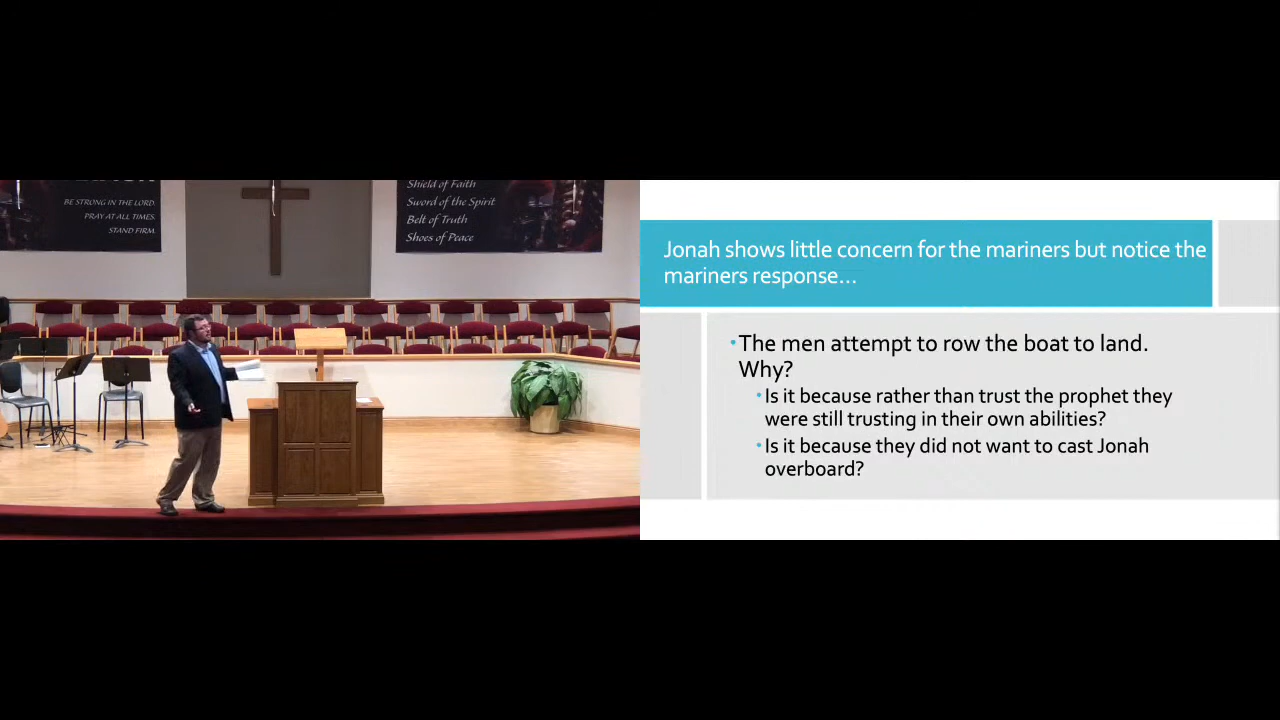 BE STRONG IN THE LORD.
PRAY AT ALL TIMES.
STAND FIRM.
Shield of Faith
Sword of the Spirit
Belt of Truth
Shoes of Peace
Jonah shows little concern for the mariners but notice the
mariners response…
•The men attempt to row the boat to land.
Why?
•Is it because rather than trust the prophet they
were still trusting in their own abilities?
•Is it because they did not want to cast Jonah
overboard?